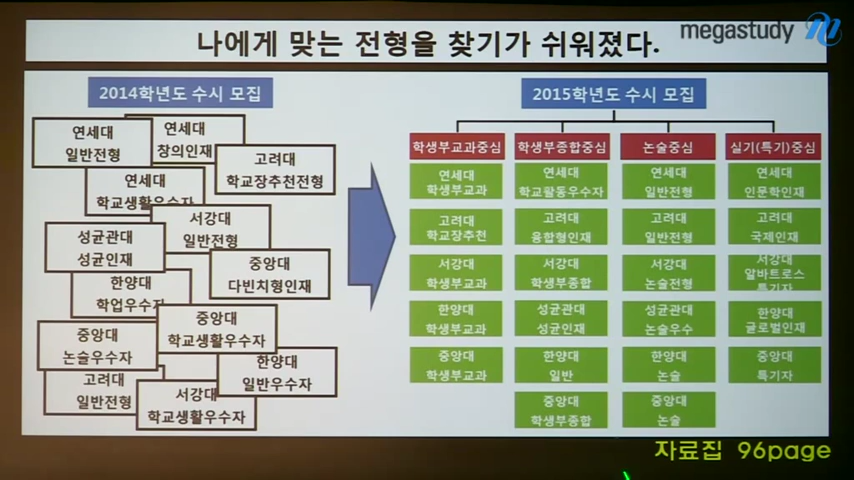 megastudy
나에게 맞는 전형을 찾기가 쉬워졌다.
2014학년도 수시 모집
연세대
일반전형
연세대
창의인재
고려대
학교장추천전형
연세대
학교생활우수자
서강대
일반전형
성균관대
성균인재
중앙대
다빈치형인재
한양대
학업우수자
중앙대
학교생활우수자
중앙대
논술우수자
한양대
일반우수자
고려대
일반전형
서강대
학교생활우수자
2015학년도 수시 모집
학생부교과중심
연세대
학생부교과
고려대
학교장추천
서강대
학생부교과
한양대
학생부교과
중앙대
학생부교과
학생부종합중심
연세대
학교활동우수자
고려대
융합형인재
서강대
학생부종합
성균관대
성균인재
한양대
일반
중앙대
학생부종합
논술중심
연세대
일반전형
고려대
일반전형
서강대
논술전형
성균관대
논술우수
한양대
논술
중앙대
논술
실기(특기)중심
연세대
인문학인재
고려대
국제인재
서강대
알바트로스
특기자
한양대
글로벌인재
중앙대
특기자
자료집 96page